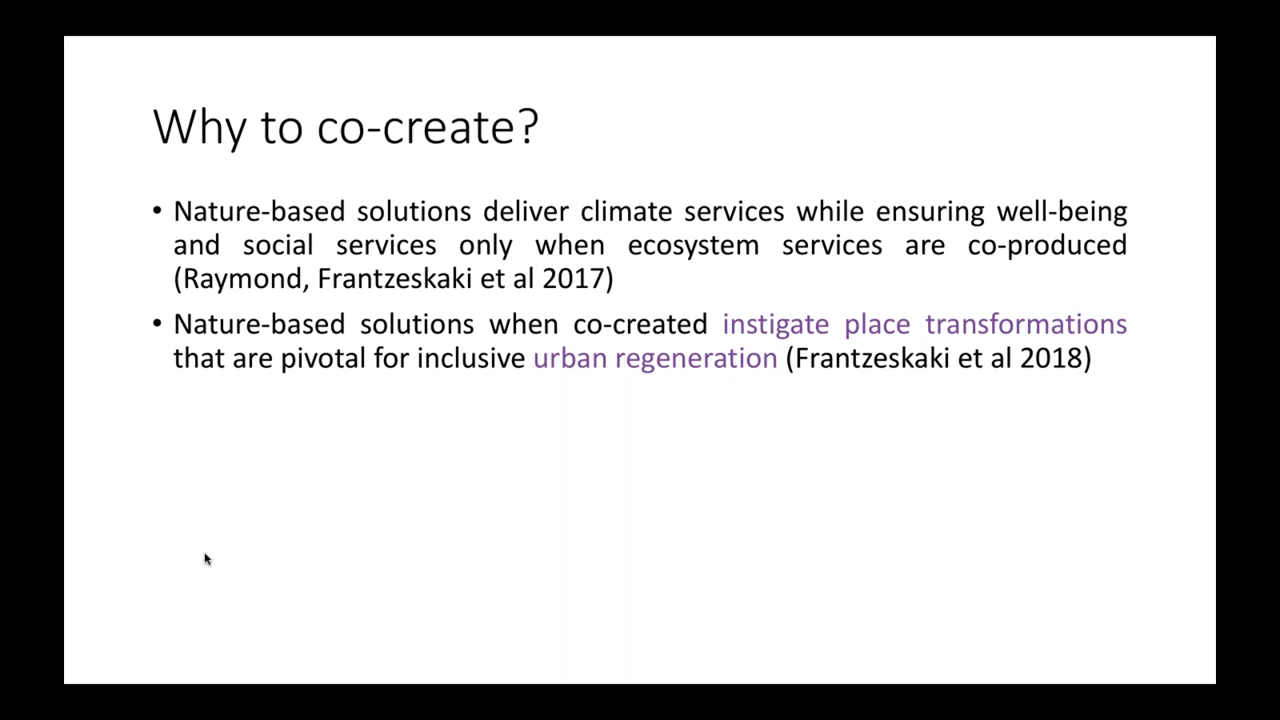 Why to co-create?
• Nature-based solutions deliver climate services while ensuring well-being
and social services only when ecosystem services are co-produced
(Raymond, Frantzeskaki et al 2017)
• Nature-based solutions when co-created instigate place transformations
that are pivotal for inclusive urban regeneration (Frantzeskaki et al 2018)